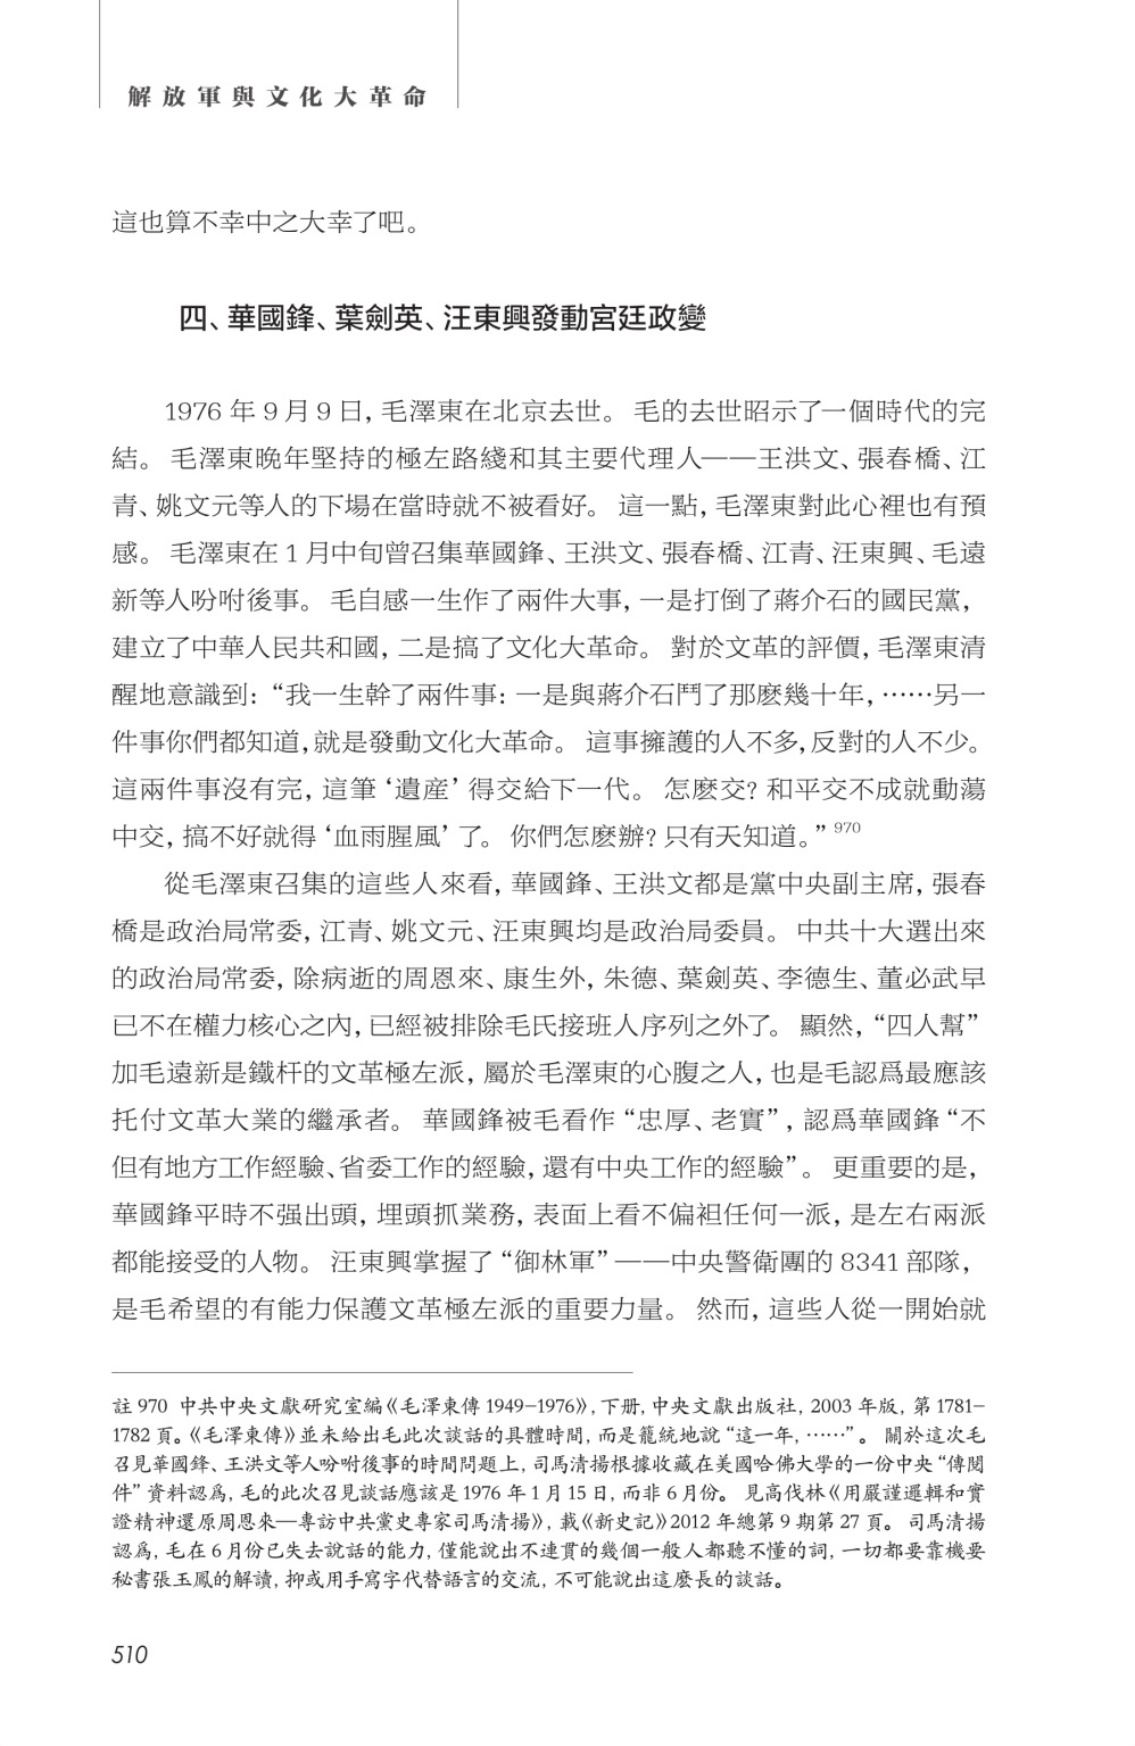 解放軍與文化大革命
這也算不幸中之大幸了吧。
四、華國鋒、葉劍英、汪東興發動宮廷政變
1976 年 9 月 9 日，毛澤東在北京去世。 毛的去世昭示了一個時代的完
結。 毛澤東晚年堅持的極左路綫和其主要代理人——王洪文、張春橋、江
青、姚文元等人的下場在當時就不被看好。 這一點，毛澤東對此心裡也有預
感。 毛澤東在 1 月中旬曾召集華國鋒、王洪文、張春橋、江青、汪東興、毛遠
新等人吩咐後事。 毛自感一生作了兩件大事，一是打倒了蔣介石的國民黨，
建立了中華人民共和國，二是搞了文化大革命。 對於文革的評價，毛澤東清
醒地意識到：“我一生幹了兩件事：一是與蔣介石鬥了那麼幾十年，……另一
件事你們都知道，就是發動文化大革命。 這事擁護的人不多，反對的人不少。
這兩件事沒有完，這筆‘遺産’得交給下一代。 怎麼交？和平交不成就動蕩
中交，搞不好就得‘血雨腥風’了。 你們怎麼辦？只有天知道。”970
從毛澤東召集的這些人來看，華國鋒、王洪文都是黨中央副主席，張春
橋是政治局常委，江青、姚文元、汪東興均是政治局委員。 中共十大選出來
的政治局常委，除病逝的周恩來、康生外，朱德、葉劍英、李德生、董必武早
已不在權力核心之內，已經被排除毛氏接班人序列之外了。 顯然，“四人幫”
加毛遠新是鐵杆的文革極左派，屬於毛澤東的心腹之人，也是毛認爲最應該
托付文革大業的繼承者。 華國鋒被毛看作“忠厚、老實”，認爲華國鋒“不
但有地方工作經驗、省委工作的經驗，還有中央工作的經驗”。 更重要的是，
華國鋒平時不强出頭，埋頭抓業務，表面上看不偏袒任何一派，是左右兩派
都能接受的人物。 汪東興掌握了“御林軍”——中央警衛團的 8341 部隊，
是毛希望的有能力保護文革極左派的重要力量。 然而，這些人從一開始就
註 970 中共中央文獻研究室編《毛澤東傳 1949–1976》，下册，中央文獻出版社，2003 年版，第 1781–
1782 頁。《毛澤東傳》並未給出毛此次談話的具體時間，而是籠統地說“這一年，……”。 關於這次毛
召見華國鋒、王洪文等人吩咐後事的時間問題上，司馬清揚根據收藏在美國哈佛大學的一份中央“傳閱
件”資料認爲，毛的此次召見談話應該是 1976 年 1 月 15 日，而非 6 月份。 見高伐林《用嚴謹邏輯和實
證精神還原周恩來—專訪中共黨史專家司馬清揚》，載《新史記》2012 年總第 9 期第 27 頁。 司馬清揚
認爲，毛在 6 月份已失去說話的能力，僅能說出不連貫的幾個一般人都聽不懂的詞，一切都要靠機要
秘書張玉鳳的解讀，抑或用手寫字代替語言的交流，不可能說出這麼長的談話。
510